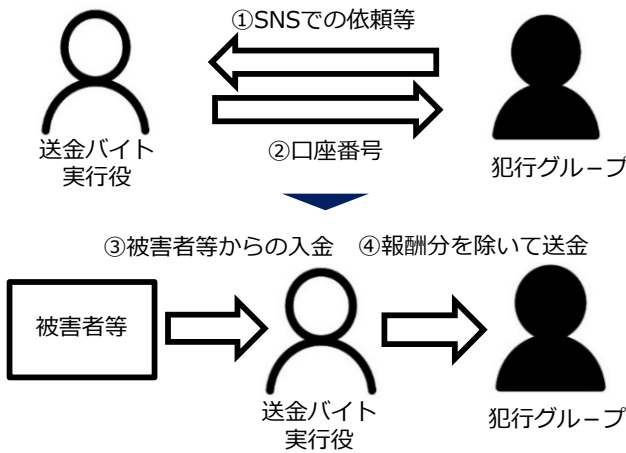 ①SNSでの依頼等
②口座番号
送金バイト
実行役
犯行グループ
③被害者等からの入金
④報酬分を除いて送金
被害者等
送金バイト
実行役
犯行グループ